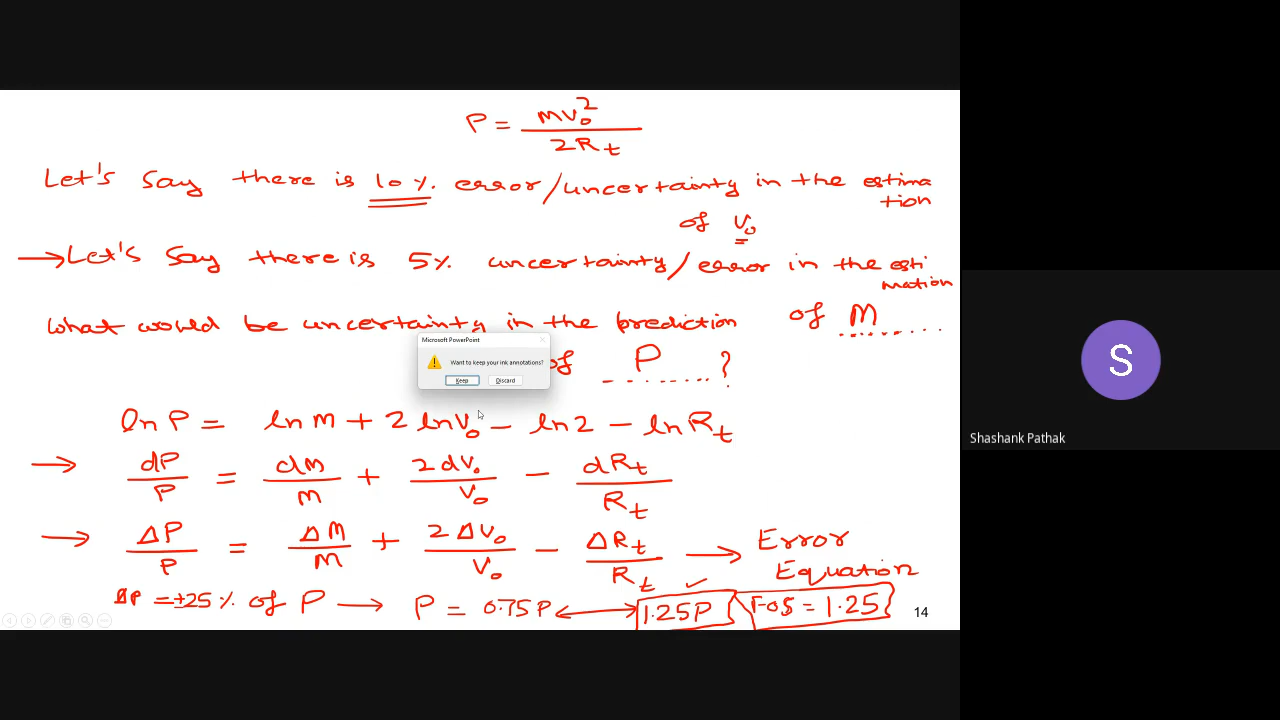 P = mv₀² / 2Rt
Let's say there is 10%. error/uncertainty in the estima
tion
of v₀
→ Let's say there is 5% uncertainty/error in the esti
mation
of M
what would be uncertainty in the prediction
of P ?
Microsoft PowerPoint
Want to keep your ink annotations?
Keep Discard
ln P = ln M + 2 ln V₀ - ln 2 - ln Rt
→ dP/P = dM/M + 2dV₀/V₀ - dRt/Rt
→ ΔP/P = ΔM/M + 2ΔV₀/V₀ - ΔRt/Rt → Error
Equation
ΔP = ±25% of P → P = 0.75P ↔ 1.25P FOS = 1.25
14
S
Shashank Pathak